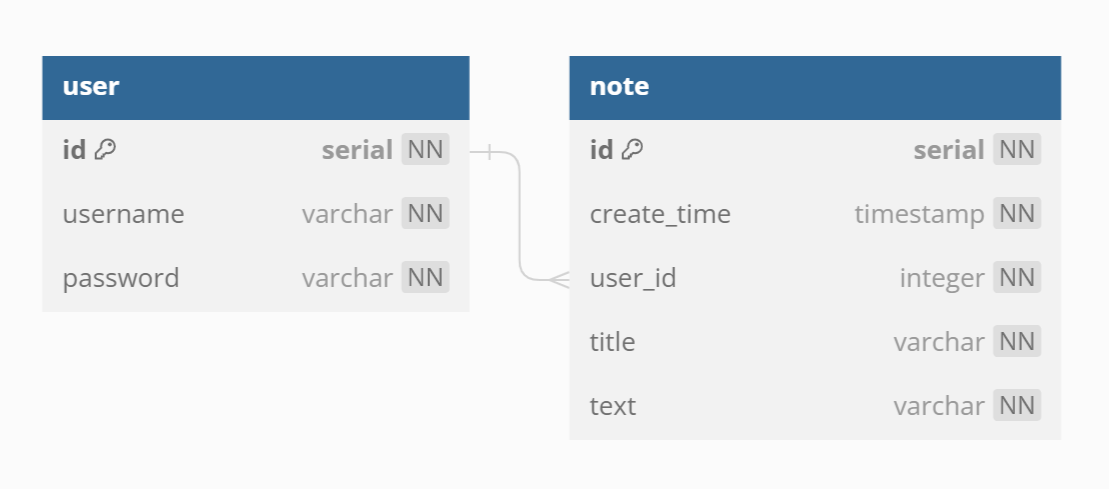 user
id serial NN
username varchar NN
password varchar NN
note
id serial NN
create_time timestamp NN
user_id integer NN
title varchar NN
text varchar NN